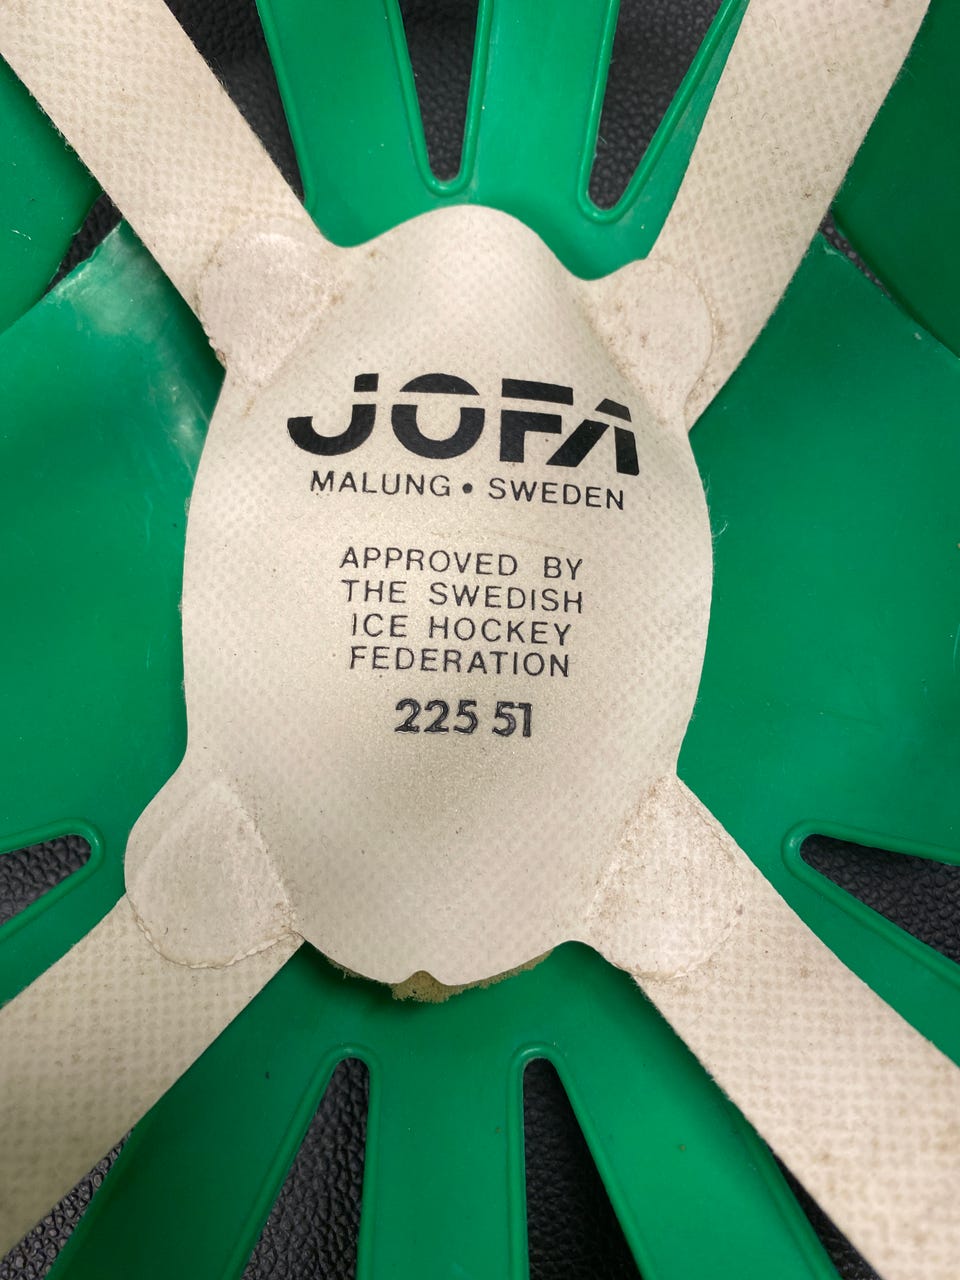 JOFA
MALUNG • SWEDEN
APPROVED BY
THE SWEDISH
ICE HOCKEY
FEDERATION
225 51